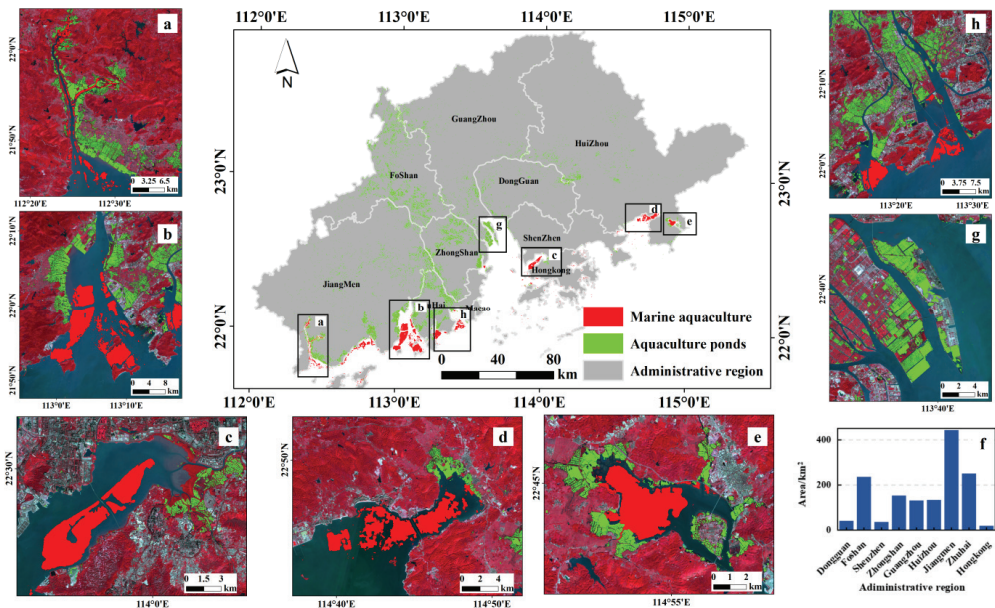 a
22°0′N
21°50′N
0 3.25 6.5
km
112°20′E
112°30′E
b
22°10′N
22°0′N
21°50′N
0 4 8
km
113°0′E
113°10′E
112°0′E
113°0′E
114°0′E
115°0′E
N
23°0′N
22°0′N
23°0′N
22°0′N
GuangZhou
HuiZhou
FoShan
DongGuan
ZhongShan
ShenZhen
Hongkong
JiangMen
Hai
Macao
a
b
h
g
c
d
e
Marine aquaculture
Aquaculture ponds
Administrative region
0 20 40 80
km
112°0′E
113°0′E
114°0′E
115°0′E
h
22°10′N
22°0′N
0 3.75 7.5
km
113°20′E
113°30′E
g
22°40′N
0 2 4
km
113°40′E
c
22°30′N
0 1.5 3
km
114°0′E
d
22°50′N
0 2 4
km
114°40′E
114°50′E
e
22°45′N
0 1 2
km
114°55′E
f
Area/km²
400
200
0
Dongguan
Foshan
Shenzhen
Zhongshan
Guangzhou
Huizhou
Jiangmen
Zhuhai
Hongkong
Adiministrative region